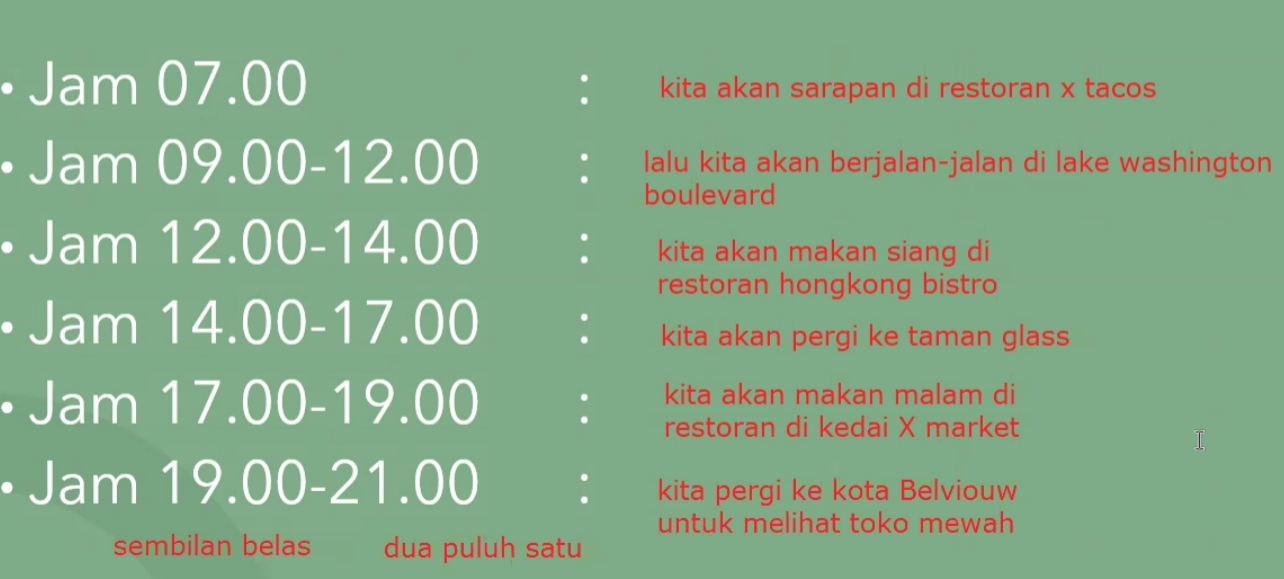 • Jam 07.00 : kita akan sarapan di restoran x tacos
• Jam 09.00-12.00 : lalu kita akan berjalan-jalan di lake washington
boulevard
• Jam 12.00-14.00 : kita akan makan siang di
restoran hongkong bistro
• Jam 14.00-17.00 : kita akan pergi ke taman glass
• Jam 17.00-19.00 : kita akan makan malam di
restoran di kedai X market
• Jam 19.00-21.00 : kita pergi ke kota Belviouw
untuk melihat toko mewah
sembilan belas dua puluh satu